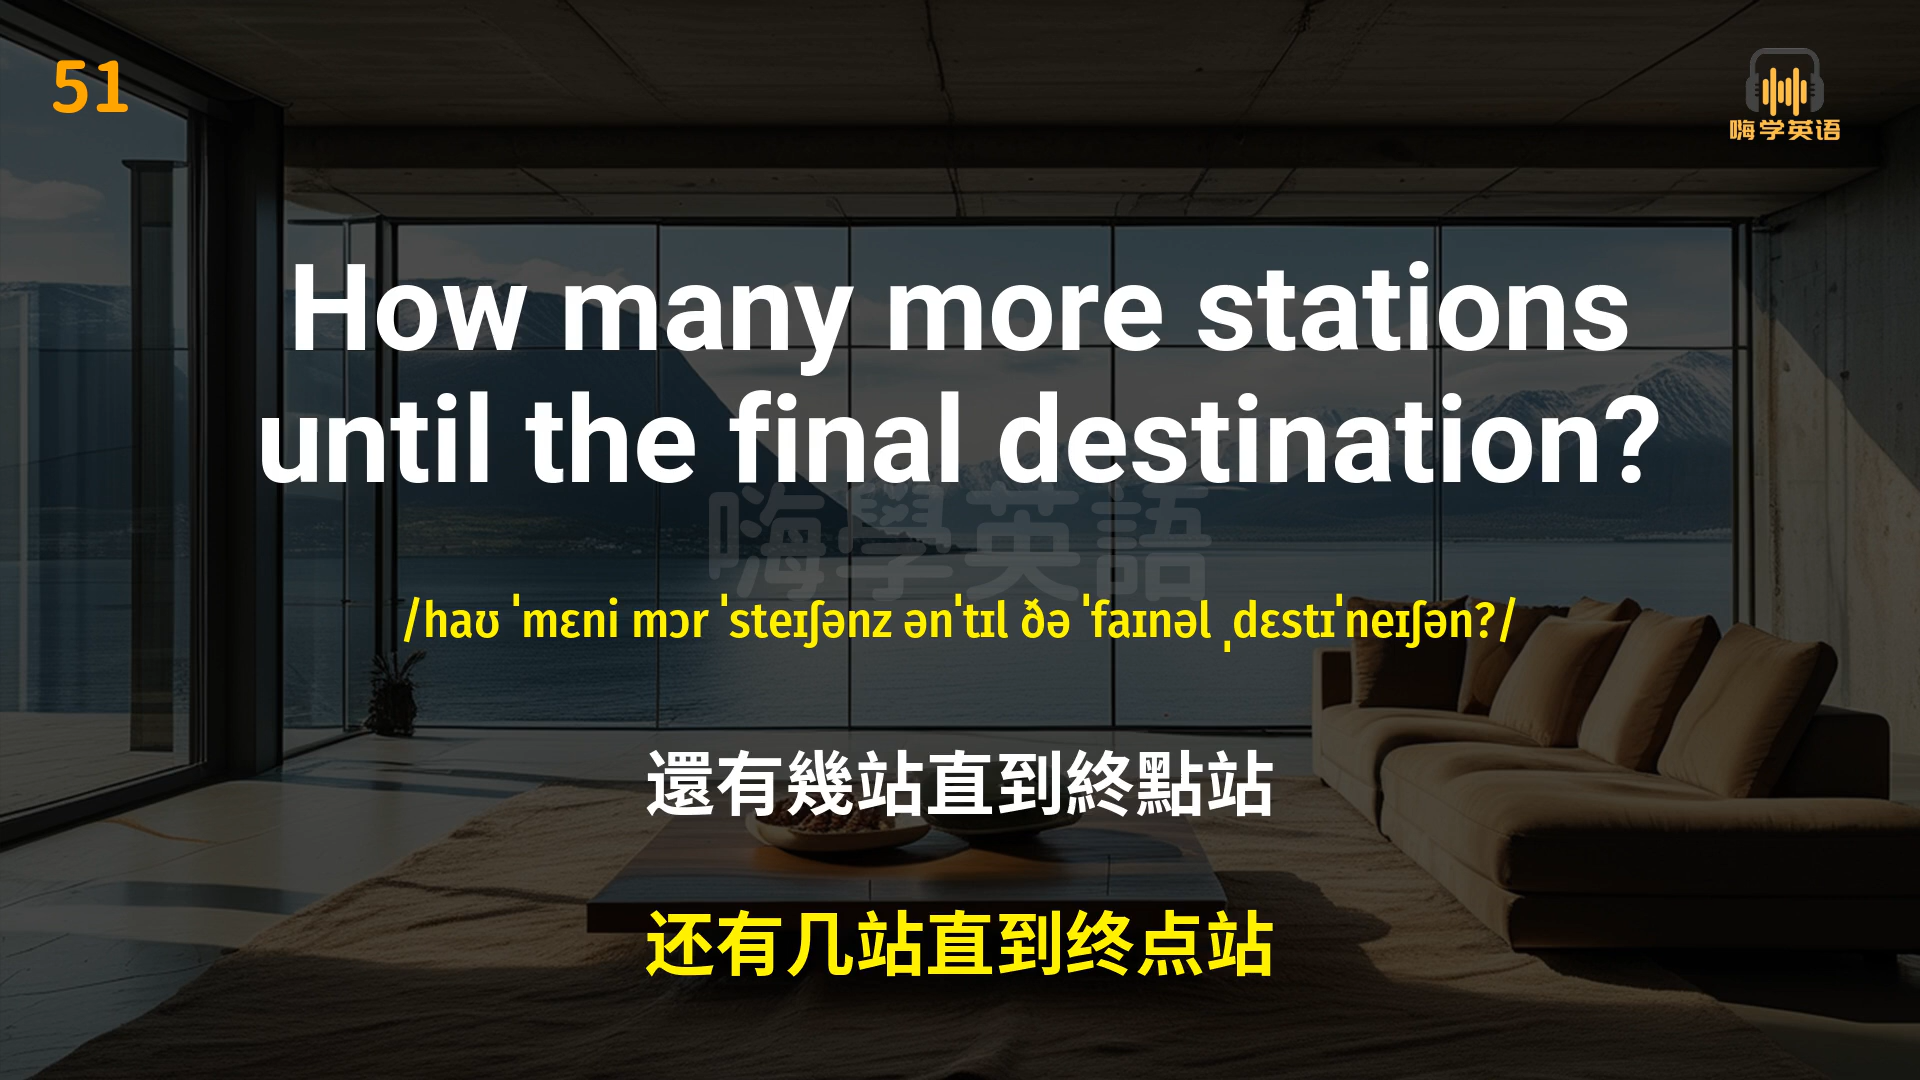 51
嗨学英语
How many more stations
until the final destination?
嗨學英語
/haʊ ˈmɛni mɔr ˈsteɪʃənz ənˈtɪl ðə ˈfaɪnəl ˌdɛstɪˈneɪʃən?/
還有幾站直到終點站
还有几站直到终点站